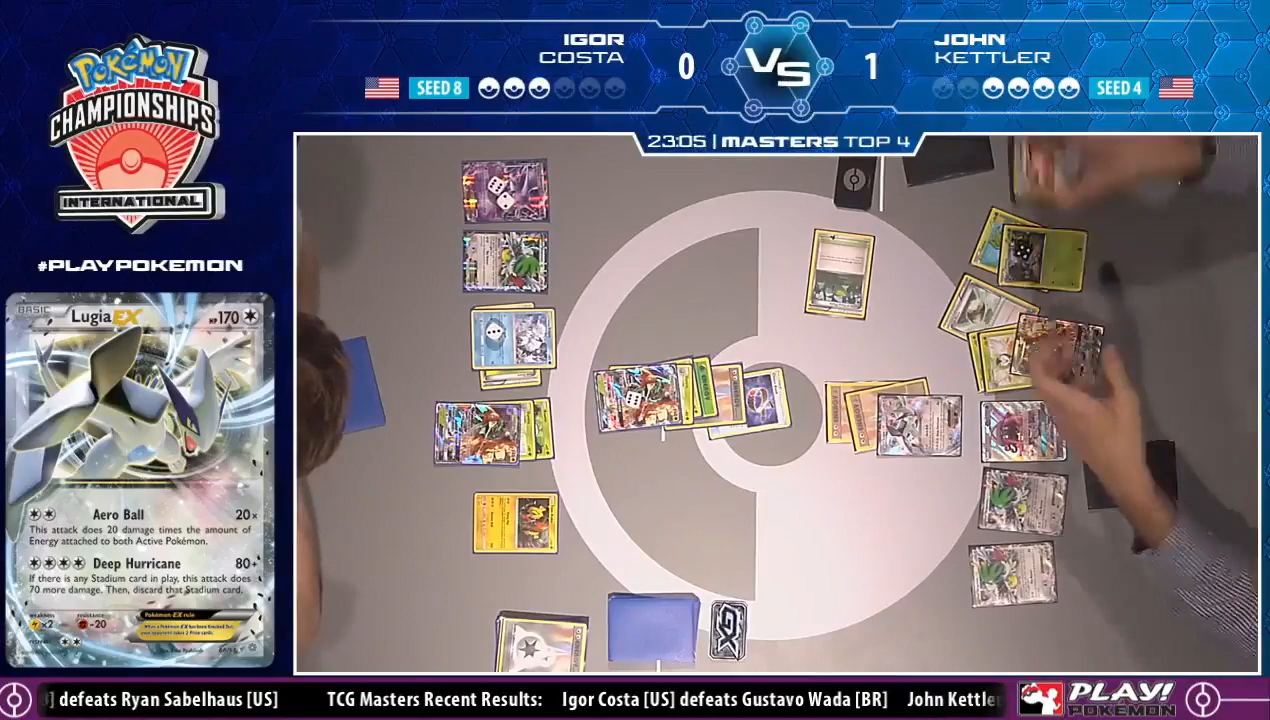 POKÉMON
CHAMPIONSHIPS
INTERNATIONAL
#PLAYPOKEMON
IGOR
COSTA
SEED 8
0
VS
1
JOHN
KETTLER
SEED 4
23:05 | MASTERS TOP 4
BASIC
Lugia EX
HP 170
Aero Ball 20×
This attack does 20 damage times the amount of
Energy attached to both Active Pokémon.
Deep Hurricane 80+
If there is any Stadium card in play, this attack does
70 more damage. Then, discard that Stadium card.
weakness
×2
resistance
-20
Pokémon-EX rule
GX
] defeats Ryan Sabelhaus [US]
TCG Masters Recent Results:
Igor Costa [US] defeats Gustavo Wada [BR]
John Kettler
PLAY!
POKÉMON